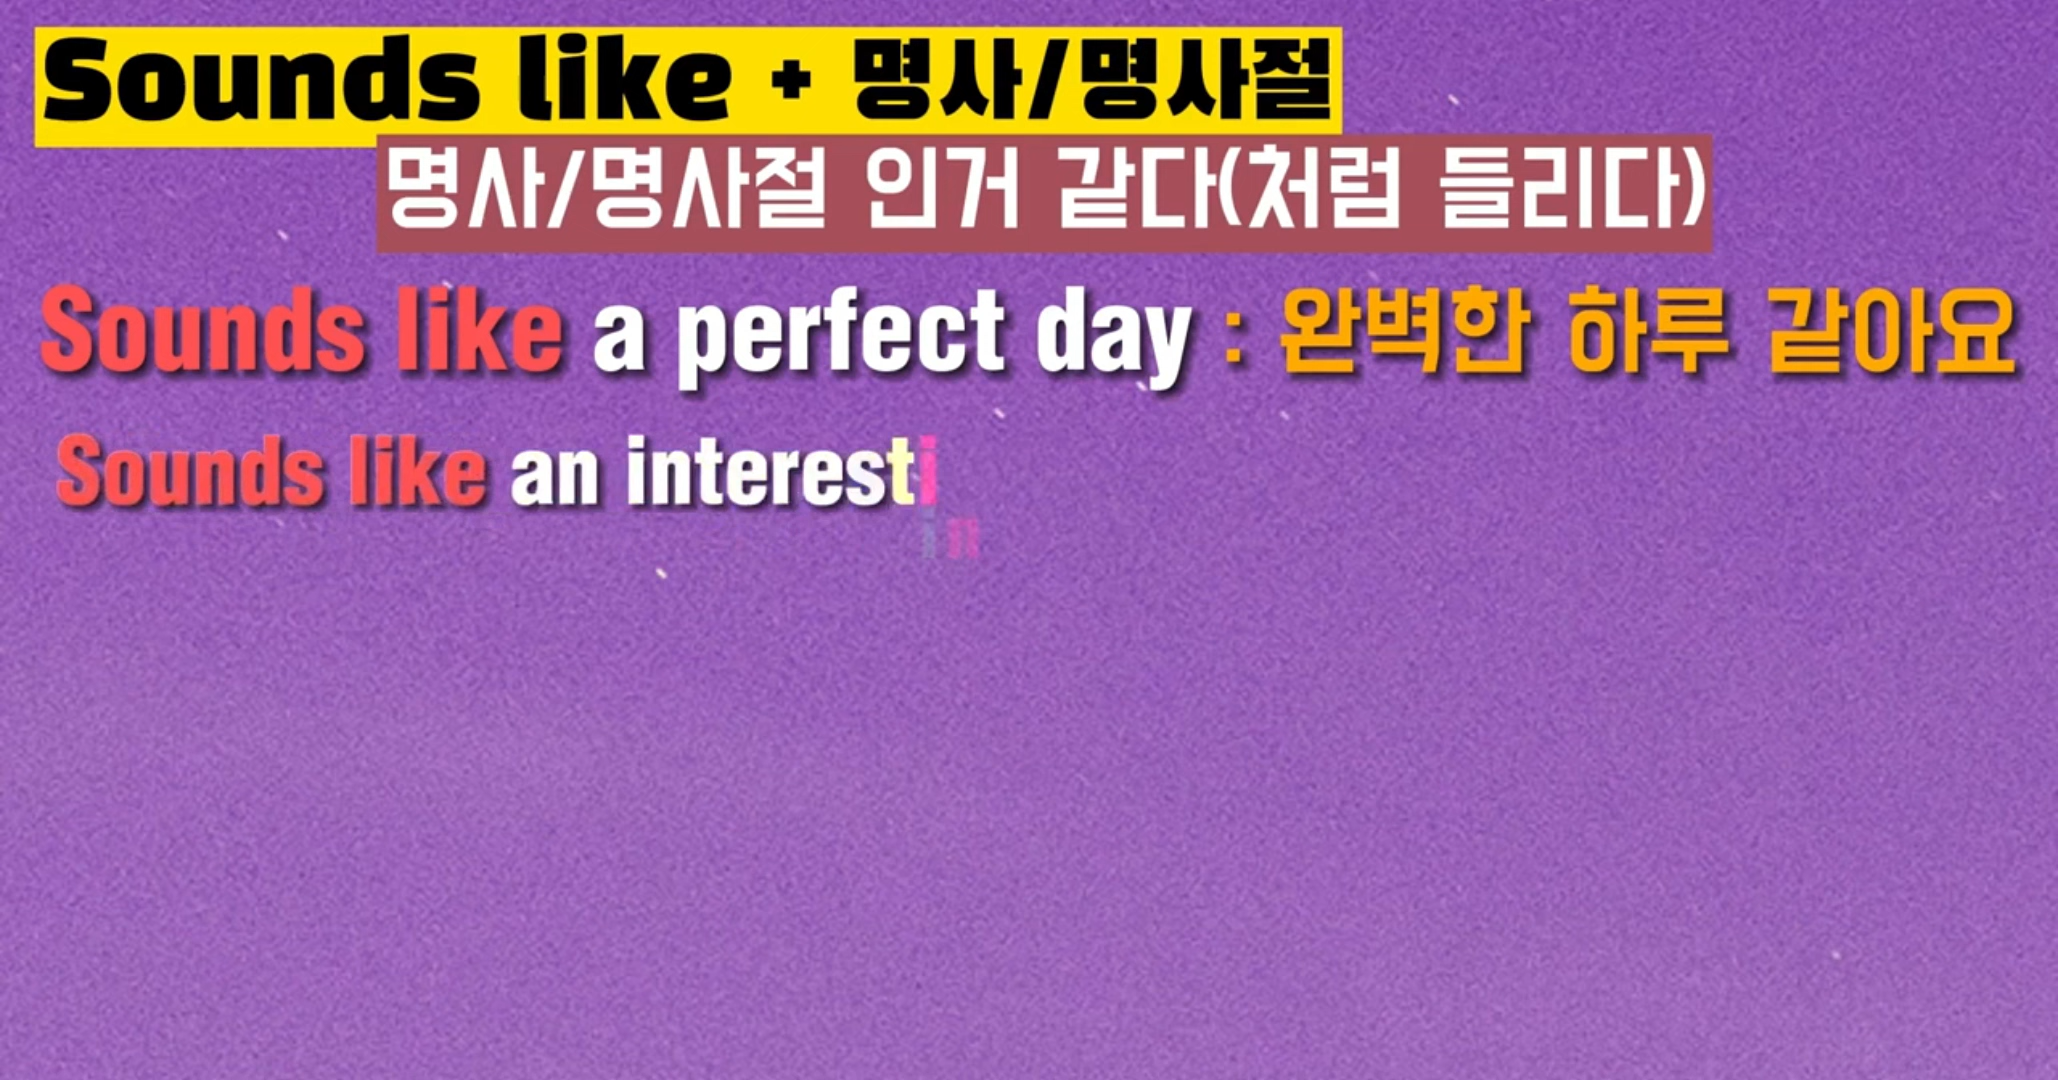 Sounds like + 명사/명사절
명사/명사절 인거 같다(처럼 들리다)
Sounds like a perfect day : 완벽한 하루 같아요
Sounds like an